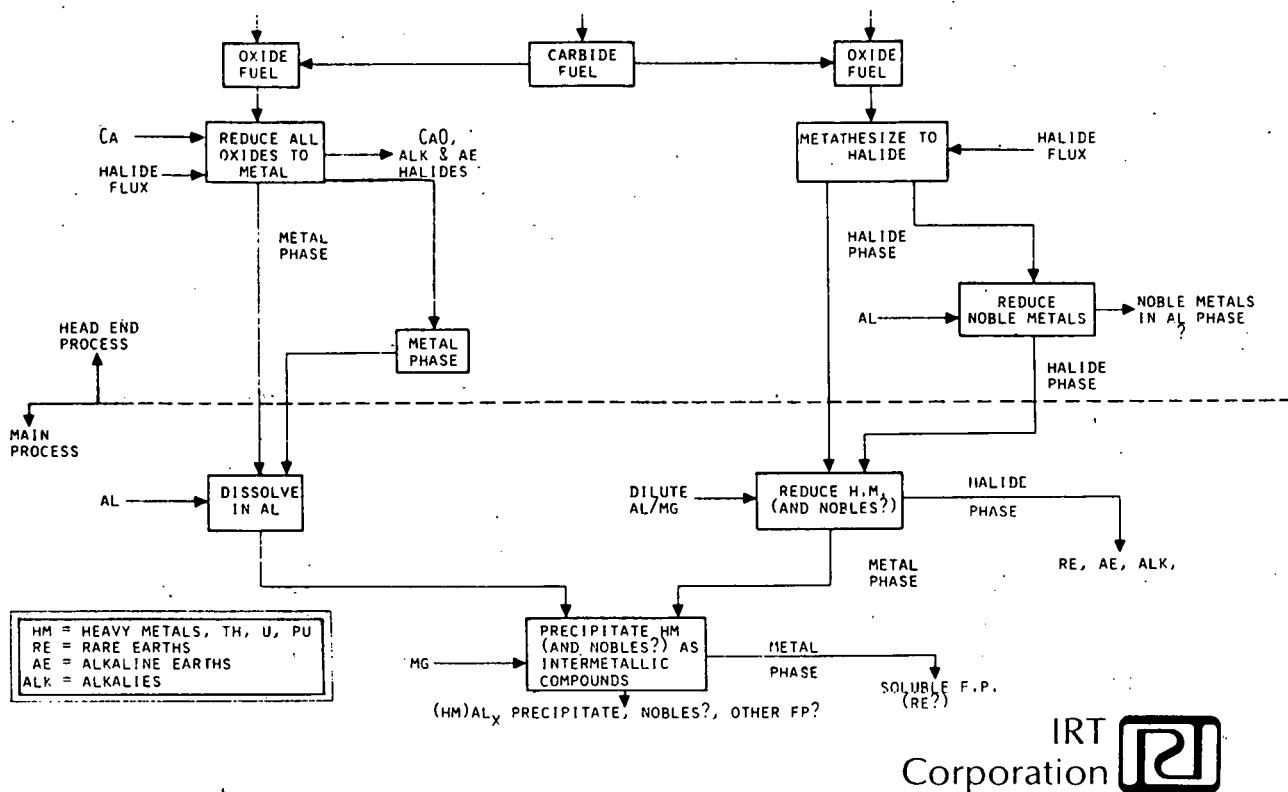 OXIDE
FUEL
CARBIDE
FUEL
OXIDE
FUEL
CA
HALIDE
FLUX
REDUCE ALL
OXIDES TO
METAL
CAO,
ALK & AE
HALIDES
METATHESIZE TO
HALIDE
HALIDE
FLUX
METAL
PHASE
HALIDE
PHASE
AL
REDUCE
NOBLE METALS
NOBLE METALS
IN AL PHASE
?
HEAD END
PROCESS
METAL
PHASE
HALIDE
PHASE
MAIN
PROCESS
AL
DISSOLVE
IN AL
DILUTE
AL/MG
REDUCE H.M.
(AND NOBLES?)
HALIDE
PHASE
RE, AE, ALK,
METAL
PHASE
HM = HEAVY METALS, TH, U, PU
RE = RARE EARTHS
AE = ALKALINE EARTHS
ALK = ALKALIES
MG
PRECIPITATE HM
(AND NOBLES?) AS
INTERMETALLIC
COMPOUNDS
METAL
PHASE
SOLUBLE F.P.
(RE?)
(HM)ALX PRECIPITATE, NOBLES?, OTHER FP?
IRT
Corporation